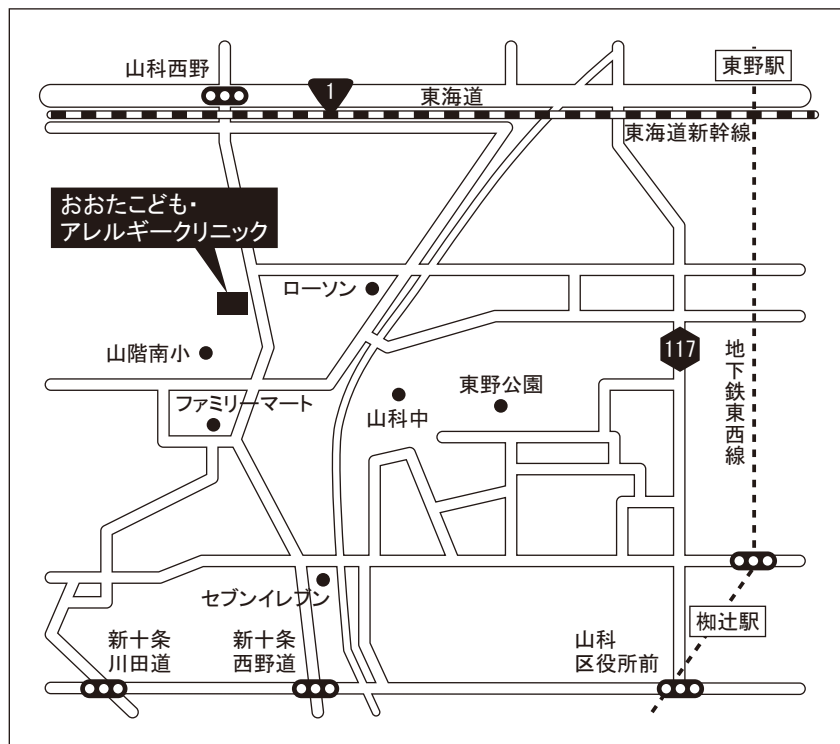 山科西野
1
東海道
東野駅
東海道新幹線
おおたこども・
アレルギークリニック
ローソン
117
山階南小
地下鉄東西線
ファミリーマート
山科中
東野公園
セブンイレブン
椥辻駅
新十条
川田道
新十条
西野道
山科
区役所前